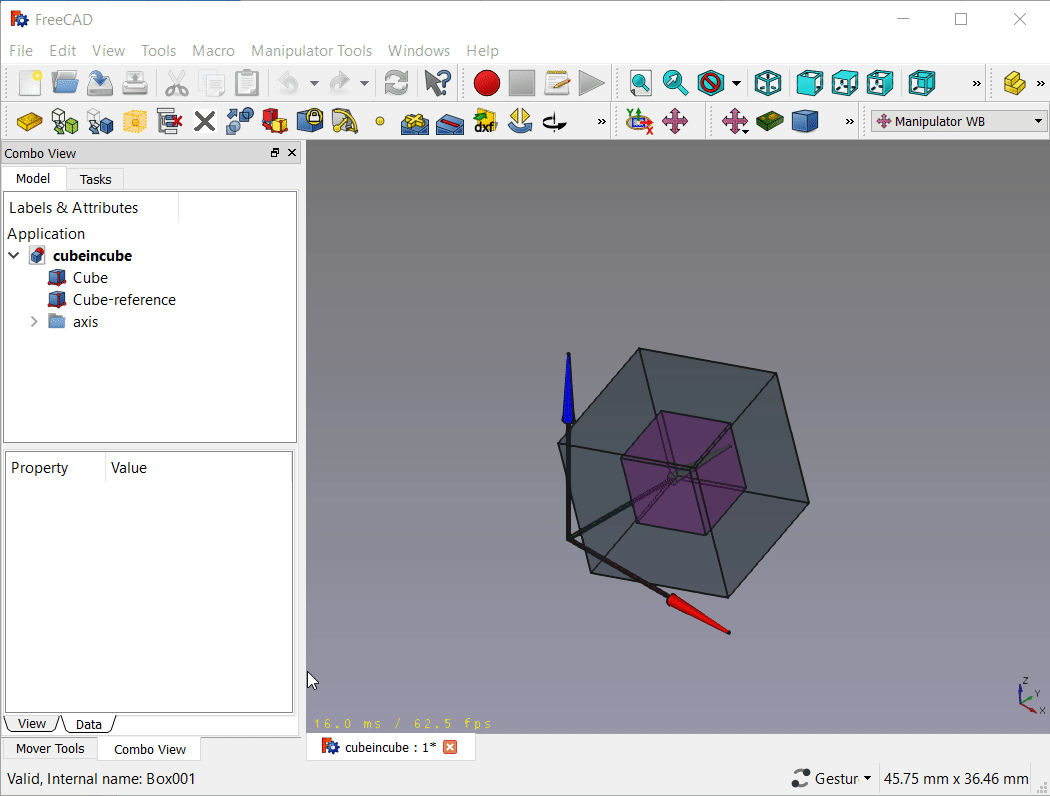 FreeCAD
File Edit View Tools Macro Manipulator Tools Windows Help
» »
dxf » » Manipulator WB
Combo View
Model Tasks
Labels & Attributes
Application
cubeincube
Cube
Cube-reference
axis
Property Value
Z
Y
X
16.0 ms / 62.5 fps
View Data
cubeincube : 1*
Mover Tools Combo View
Valid, Internal name: Box001 Gestur 45.75 mm x 36.46 mm